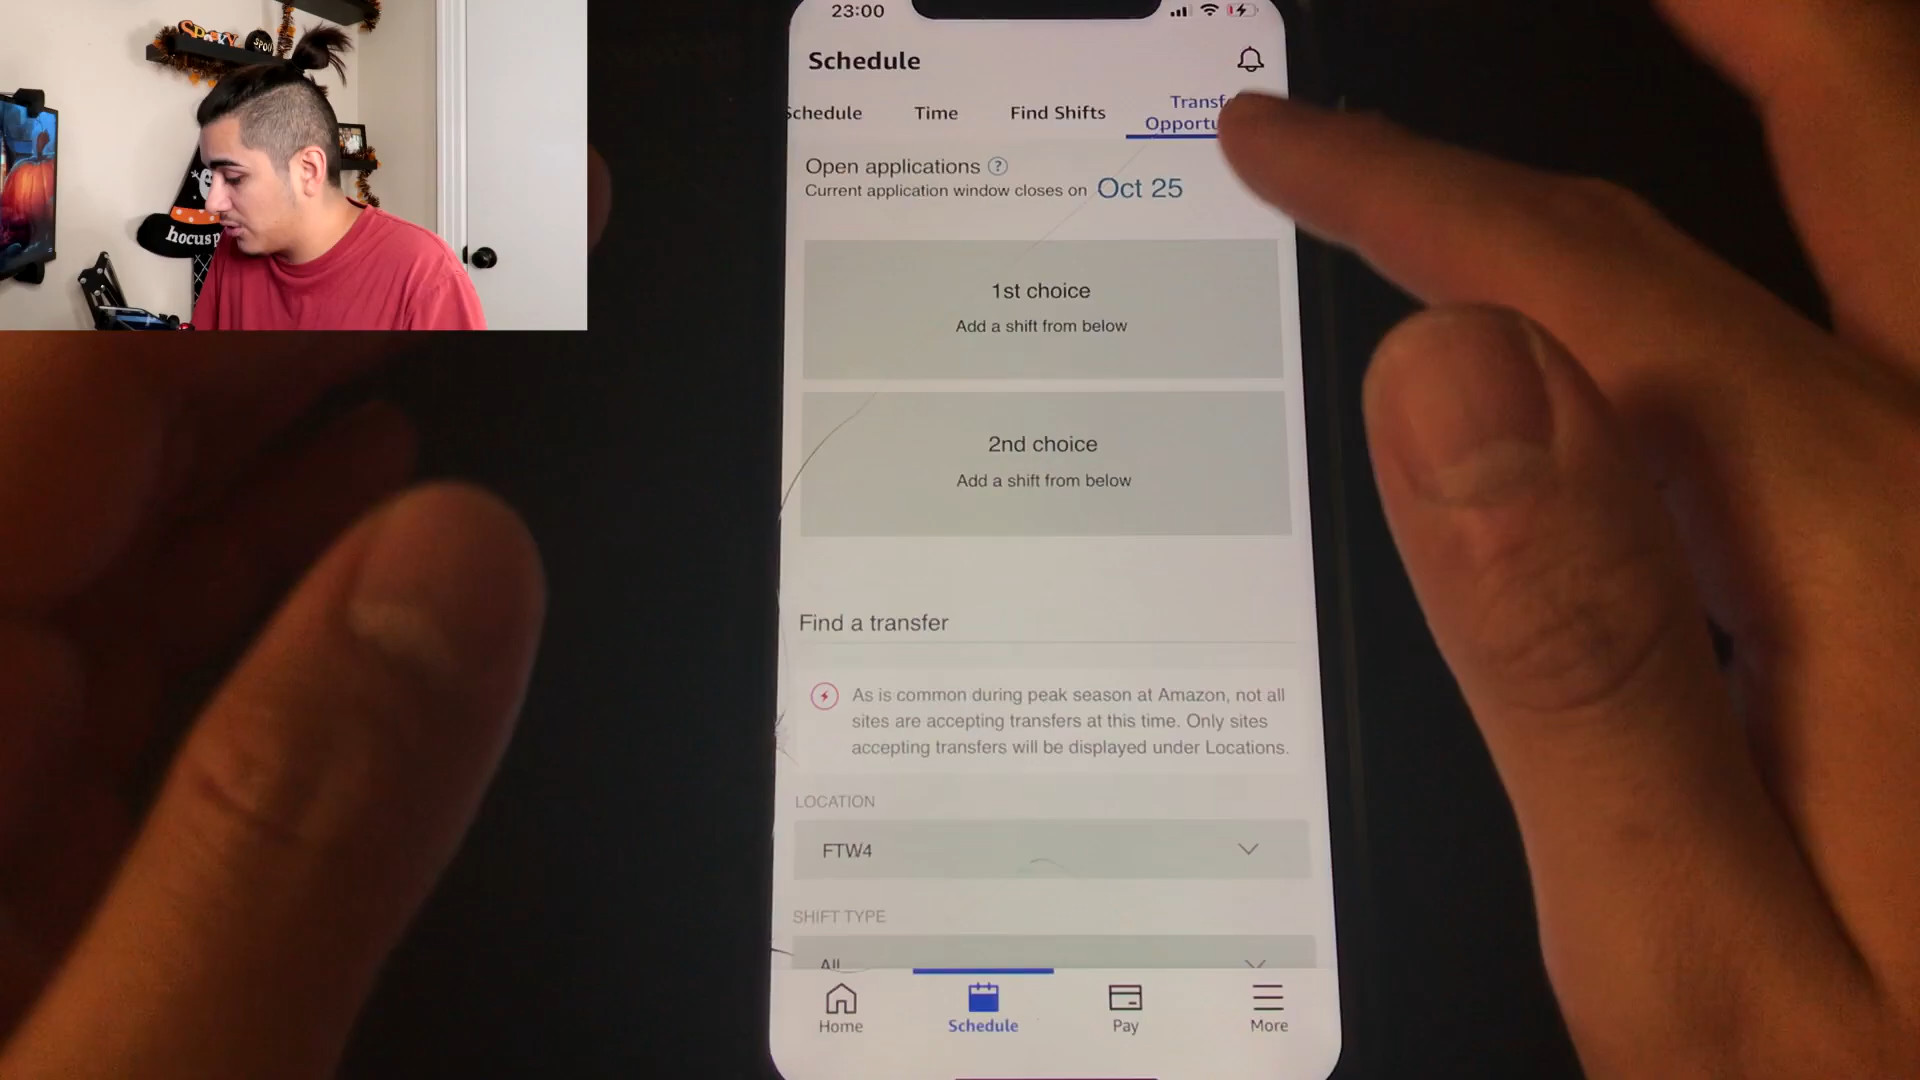 SPOOKY
hocus
23:00
Schedule
Schedule Time Find Shifts
Open applications ?
Current application window closes on Oct 25
1st choice
Add a shift from below
2nd choice
Add a shift from below
Find a transfer
As is common during peak season at Amazon, not all
sites are accepting transfers at this time. Only sites
accepting transfers will be displayed under Locations.
LOCATION
FTW4
SHIFT TYPE
All
Home Schedule Pay More